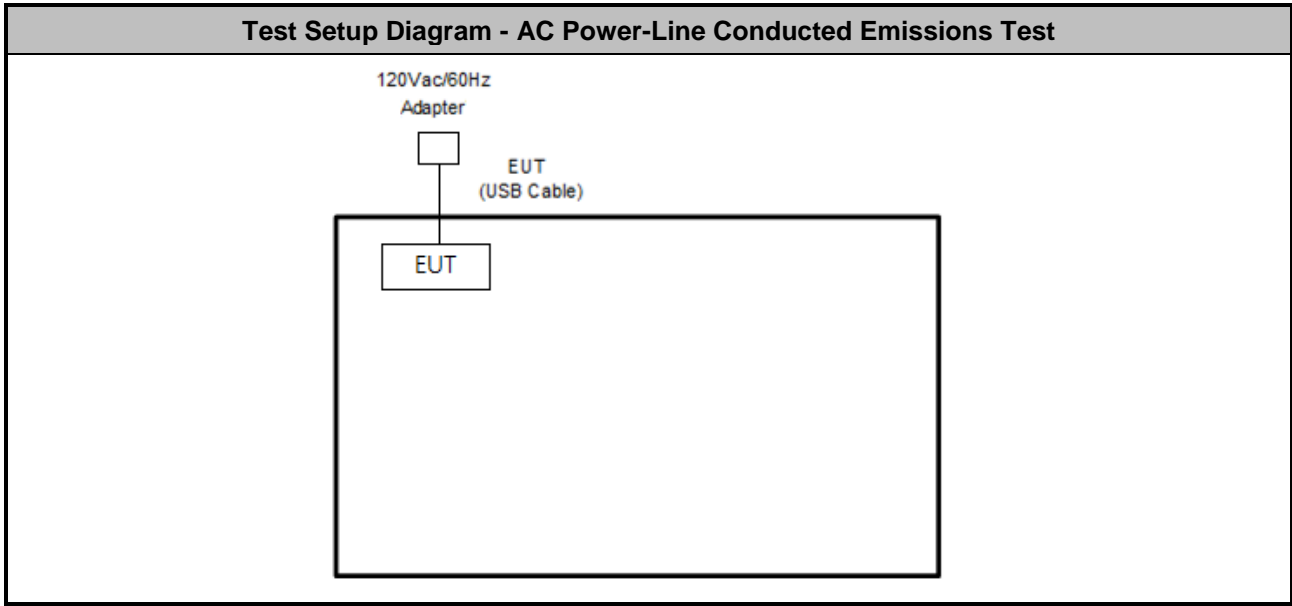 Test Setup Diagram - AC Power-Line Conducted Emissions Test
120Vac/60Hz
Adapter
EUT
(USB Cable)
EUT